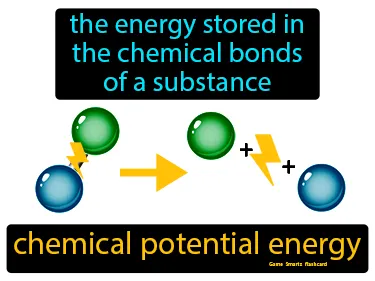 the energy stored in
the chemical bonds
of a substance
+
+
chemical potential energy
Game Smartz flashcard